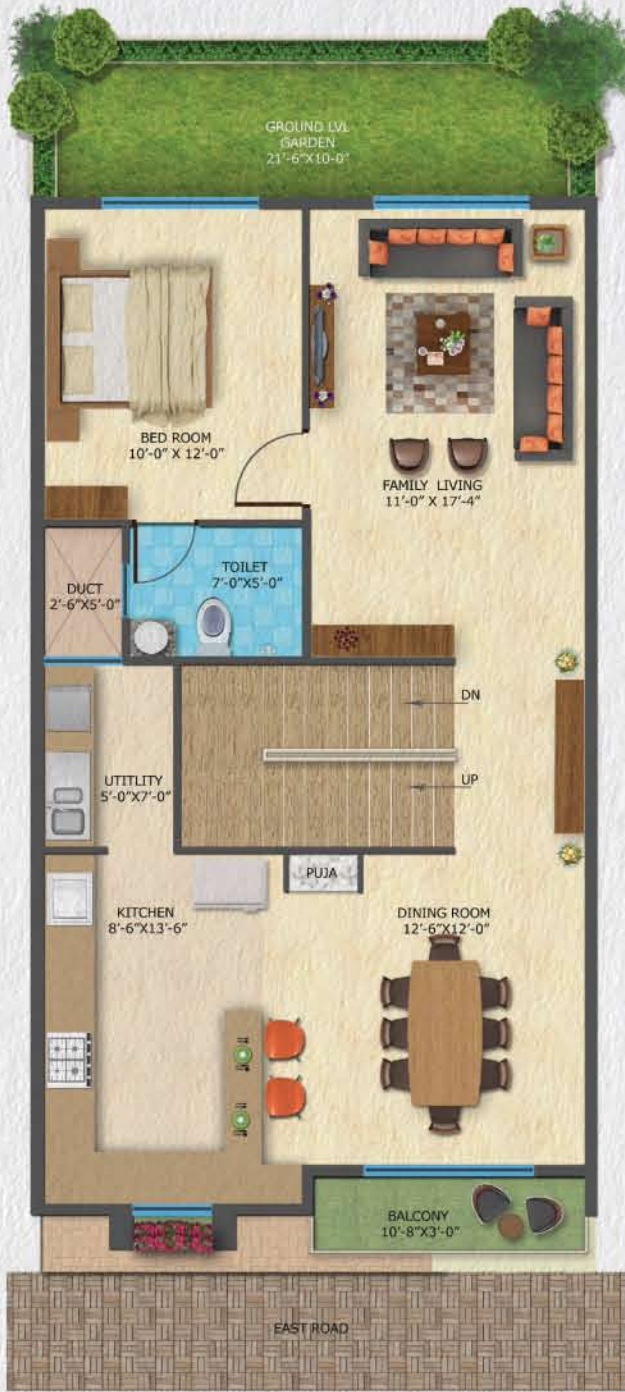 GROUND LVL
GARDEN
21'-6"X10-0"
BED ROOM
10'-0" X 12'-0"
FAMILY LIVING
11'-0" X 17'-4"
DUCT
2'-6"X5'-0"
TOILET
7'-0"X5'-0"
DN
UP
UTITLITY
5'-0"X7'-0"
PUJA
KITCHEN
8'-6"X13'-6"
DINING ROOM
12'-6"X12'-0"
BALCONY
10'-8"X3'-0"
EAST ROAD